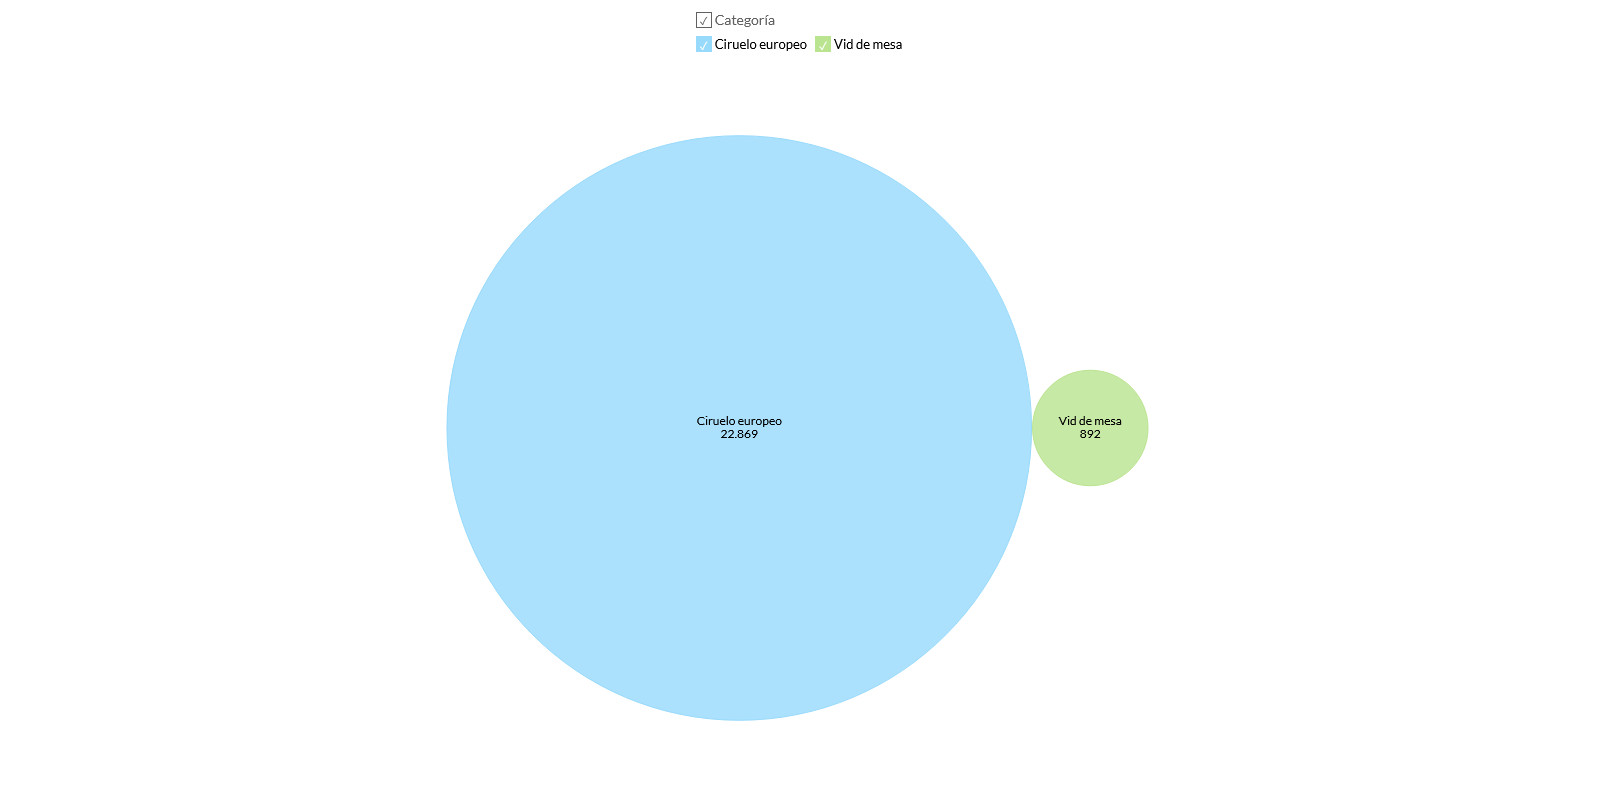 Categoría
Ciruelo europeo Vid de mesa
Ciruelo europeo
22.869
Vid de mesa
892